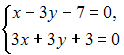 x − 3y − 7 = 0,
3x + 3y + 3 = 0